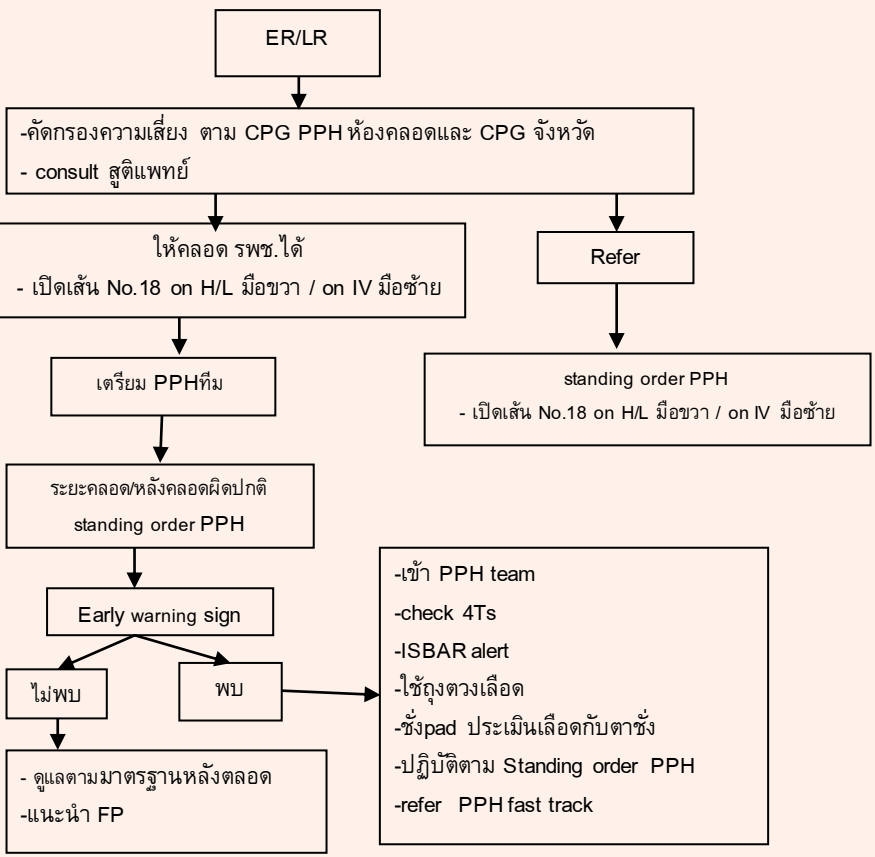 ER/LR
-คัดกรองความเสี่ยง ตาม CPG PPH ห้องคลอดและ CPG จังหวัด
- consult สูติแพทย์
ให้คลอด รพช.ได้
- เปิดเส้น No.18 on H/L มือขวา / on IV มือซ้าย
Refer
standing order PPH
- เปิดเส้น No.18 on H/L มือขวา / on IV มือซ้าย
เตรียม PPHทีม
ระยะคลอด/หลังคลอดผิดปกติ
standing order PPH
Early warning sign
ไม่พบ
พบ
-เข้า PPH team
-check 4Ts
-ISBAR alert
-ใช้ถุงตวงเลือด
-ชั่งpad ประเมินเลือดกับตาชั่ง
-ปฏิบัติตาม Standing order PPH
-refer PPH fast track
- ดูแลตามมาตรฐานหลังตลอด
-แนะนำ FP